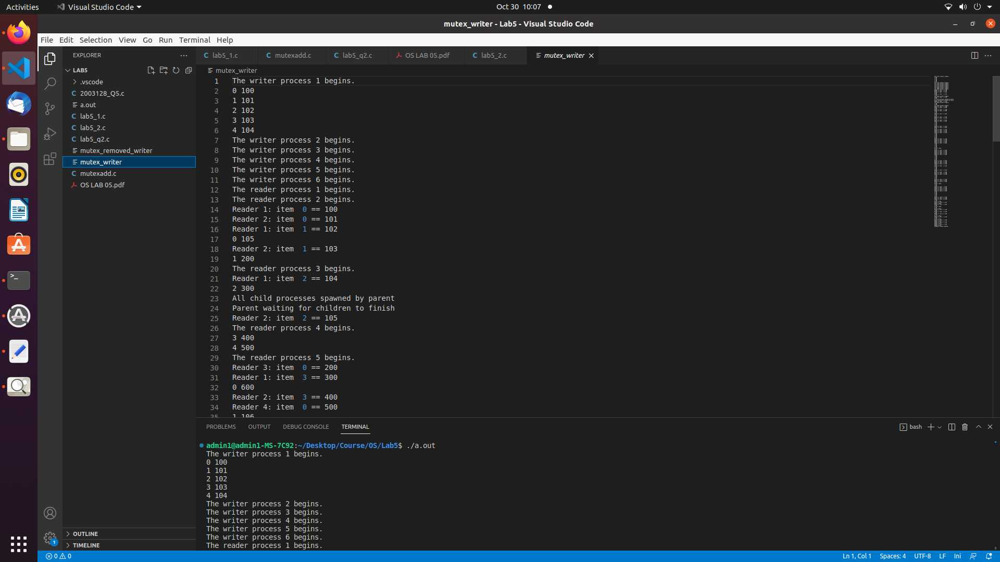 Activities
Visual Studio Code
Oct 30 10:07
mutex_writer - Lab5 - Visual Studio Code
File Edit Selection View Go Run Terminal Help
EXPLORER
LAB5
.vscode
C 2003128_Q5.c
a.out
C lab5_1.c
C lab5_2.c
C lab5_q2.c
mutex_removed_writer
mutex_writer
C mutexadd.c
OS LAB 05.pdf
OUTLINE
TIMELINE
C lab5_1.c
C mutexadd.c
C lab5_q2.c
OS LAB 05.pdf
C lab5_2.c
mutex_writer
mutex_writer
1 The writer process 1 begins.
2 0 100
3 1 101
4 2 102
5 3 103
6 4 104
7 The writer process 2 begins.
8 The writer process 3 begins.
9 The writer process 4 begins.
10 The writer process 5 begins.
11 The writer process 6 begins.
12 The reader process 1 begins.
13 The reader process 2 begins.
14 Reader 1: item  0 == 100
15 Reader 2: item  0 == 101
16 Reader 1: item  1 == 102
17 0 105
18 Reader 2: item  1 == 103
19 1 200
20 The reader process 3 begins.
21 Reader 1: item  2 == 104
22 2 300
23 All child processes spawned by parent
24 Parent waiting for children to finish
25 Reader 2: item  2 == 105
26 The reader process 4 begins.
27 3 400
28 4 500
29 The reader process 5 begins.
30 Reader 3: item  0 == 200
31 Reader 1: item  3 == 300
32 0 600
33 Reader 2: item  3 == 400
34 Reader 4: item  0 == 500
35 1 106
PROBLEMS OUTPUT DEBUG CONSOLE TERMINAL
bash
admin1@admin1-MS-7C92:~/Desktop/Course/OS/Lab5$ ./a.out
The writer process 1 begins.
0 100
1 101
2 102
3 103
4 104
The writer process 2 begins.
The writer process 3 begins.
The writer process 4 begins.
The writer process 5 begins.
The writer process 6 begins.
The reader process 1 begins.
1
0 0
Ln 1, Col 1 Spaces: 4 UTF-8 LF Ini